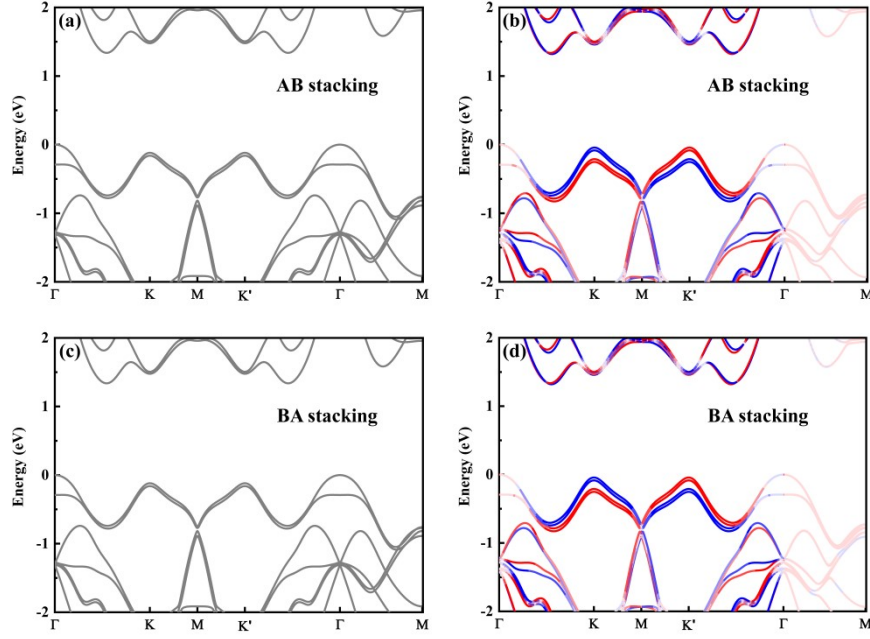 2
(a)
AB stacking
1
Energy (eV)
0
-1
-2
Γ K M K' Γ M
2
(b)
AB stacking
1
Energy (eV)
0
-1
-2
Γ K M K' Γ M
2
(c)
BA stacking
1
Energy (eV)
0
-1
-2
Γ K M K' Γ M
2
(d)
BA stacking
1
Energy (eV)
0
-1
-2
Γ K M K' Γ M